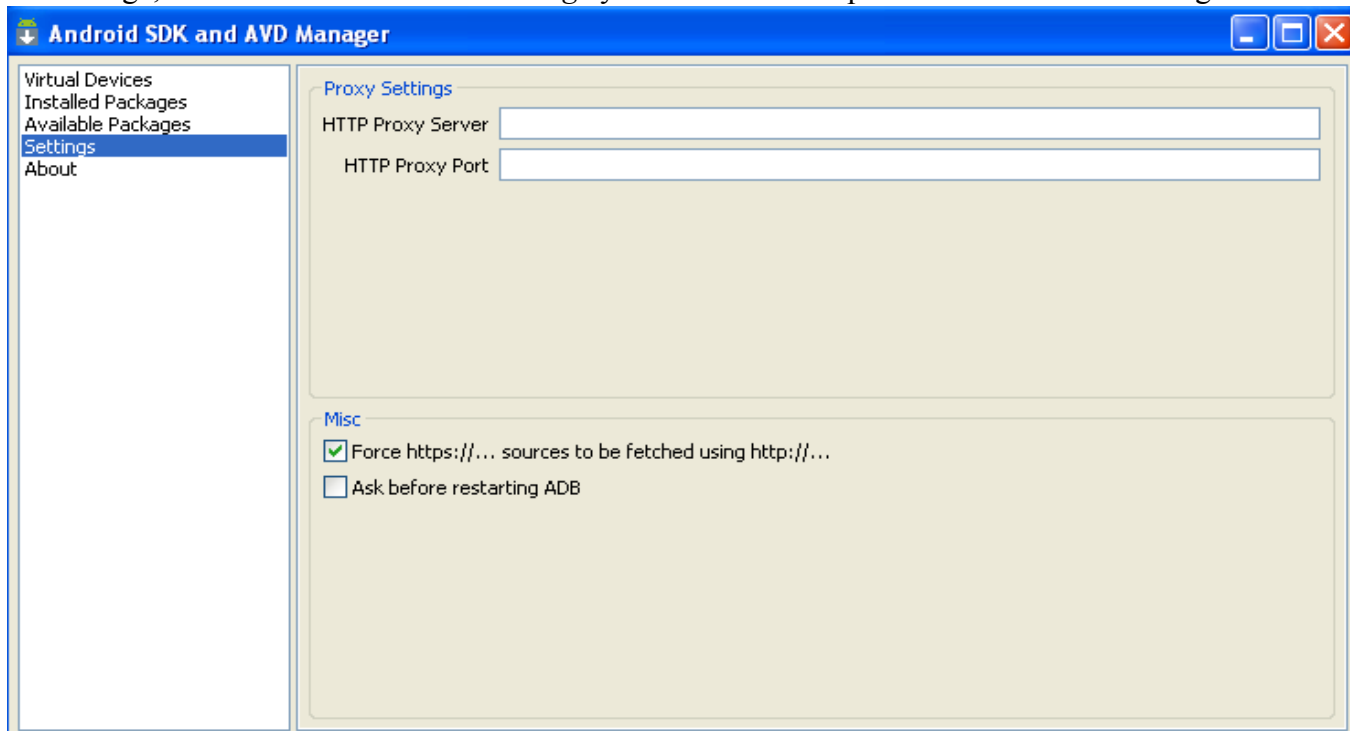 Android SDK and AVD Manager
Virtual Devices
Installed Packages
Available Packages
Settings
About
Proxy Settings
HTTP Proxy Server
HTTP Proxy Port
Misc
Force https://... sources to be fetched using http://...
Ask before restarting ADB